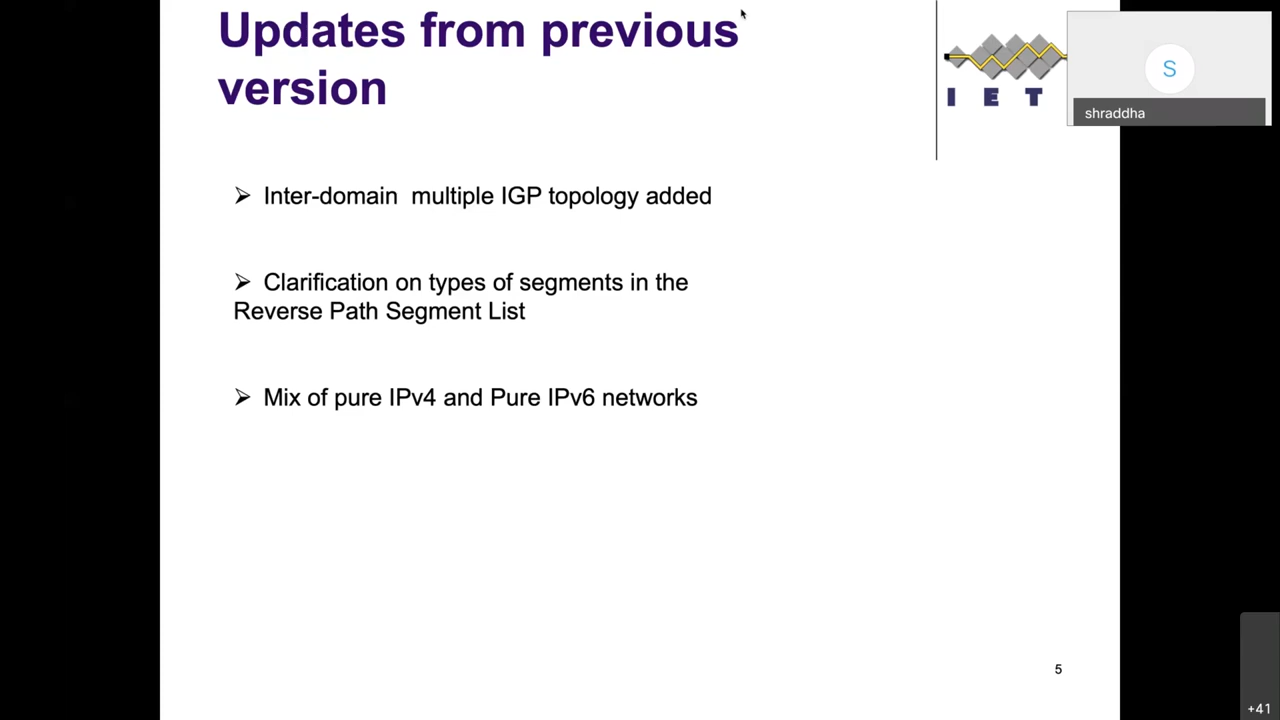 Updates from previous
version
I E T
S
shraddha
➢ Inter-domain multiple IGP topology added
➢ Clarification on types of segments in the
Reverse Path Segment List
➢ Mix of pure IPv4 and Pure IPv6 networks
5
+41